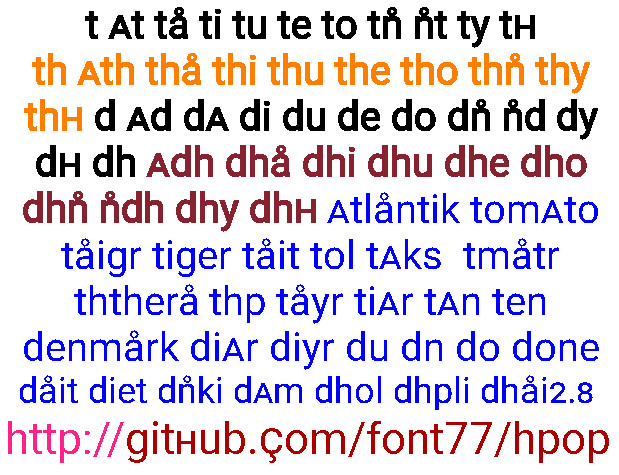 t ᴀt tå ti tu te to tn̊ n̊t ty tʜ
th ᴀth thå thi thu the tho thn̊ thy
thʜ d ᴀd dᴀ di du de do dn̊ n̊d dy
dʜ dh ᴀdh dhå dhi dhu dhe dho
dhn̊ n̊dh dhy dhʜ ᴀtlåntik tomᴀto
tåigr tiger tåit tol tᴀks tmåtr
ththerå thp tåyr tiᴀr tᴀn ten
denmårk diᴀr diyr du dn do done
dåit diet dn̊ki dᴀm dhol dhpli dhåi2.8
http://gitʜub.çom/font77/hpop